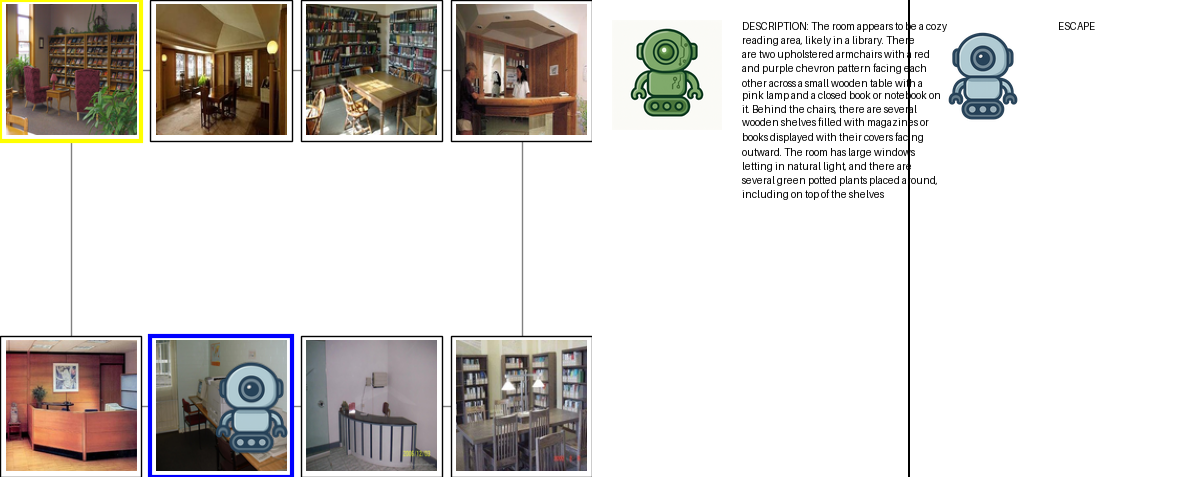 DESCRIPTION: The room appears to be a cozy
reading area, likely in a library. There
are two upholstered armchairs with a red
and purple chevron pattern facing each
other across a small wooden table with a
pink lamp and a closed book or notebook on
it. Behind the chairs, there are several
wooden shelves filled with magazines or
books displayed with their covers facing
outward. The room has large windows
letting in natural light, and there are
several green potted plants placed around,
including on top of the shelves
ESCAPE